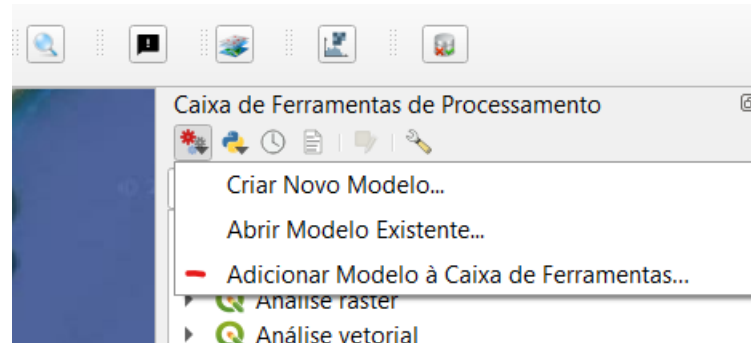 Caixa de Ferramentas de Processamento
Criar Novo Modelo...
Abrir Modelo Existente...
Adicionar Modelo à Caixa de Ferramentas...
Análise raster
Análise vetorial